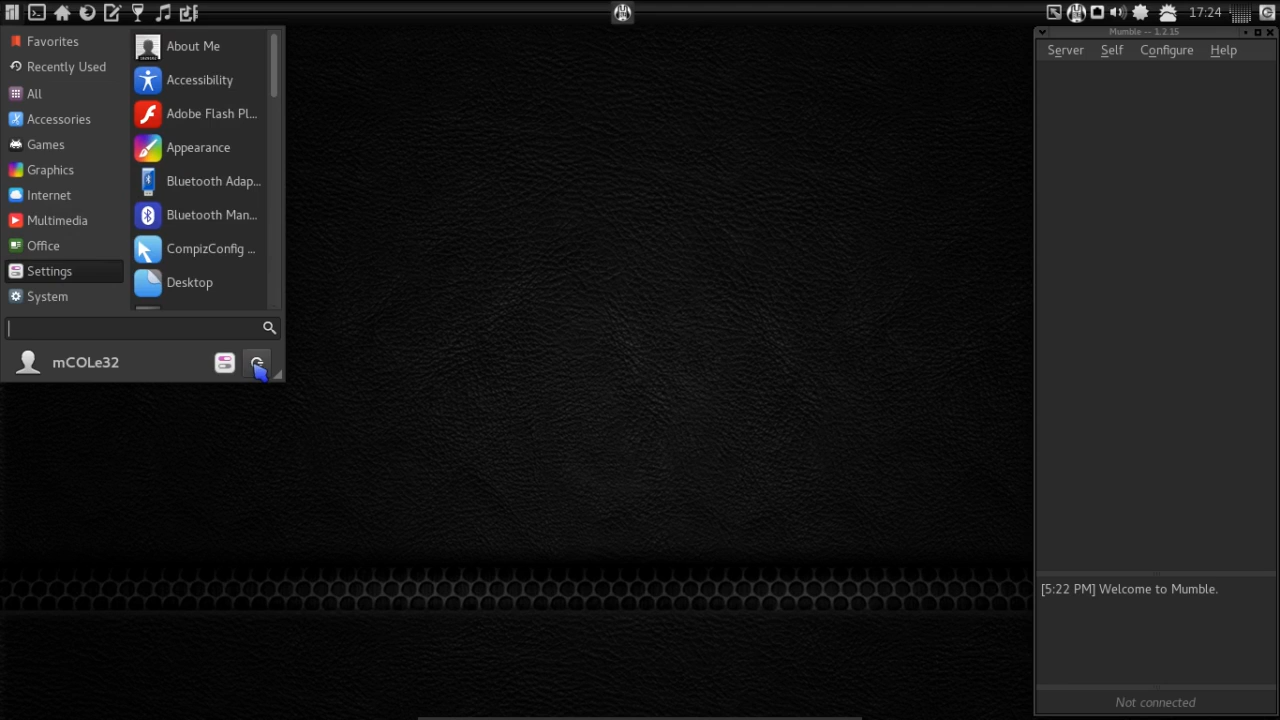 17:24
Favorites
Recently Used
All
Accessories
Games
Graphics
Internet
Multimedia
Office
Settings
System
About Me
Accessibility
Adobe Flash Pl...
Appearance
Bluetooth Adap...
Bluetooth Man...
CompizConfig ...
Desktop
mCOLe32
Mumble -- 1.2.15
Server Self Configure Help
[5:22 PM] Welcome to Mumble.
Not connected